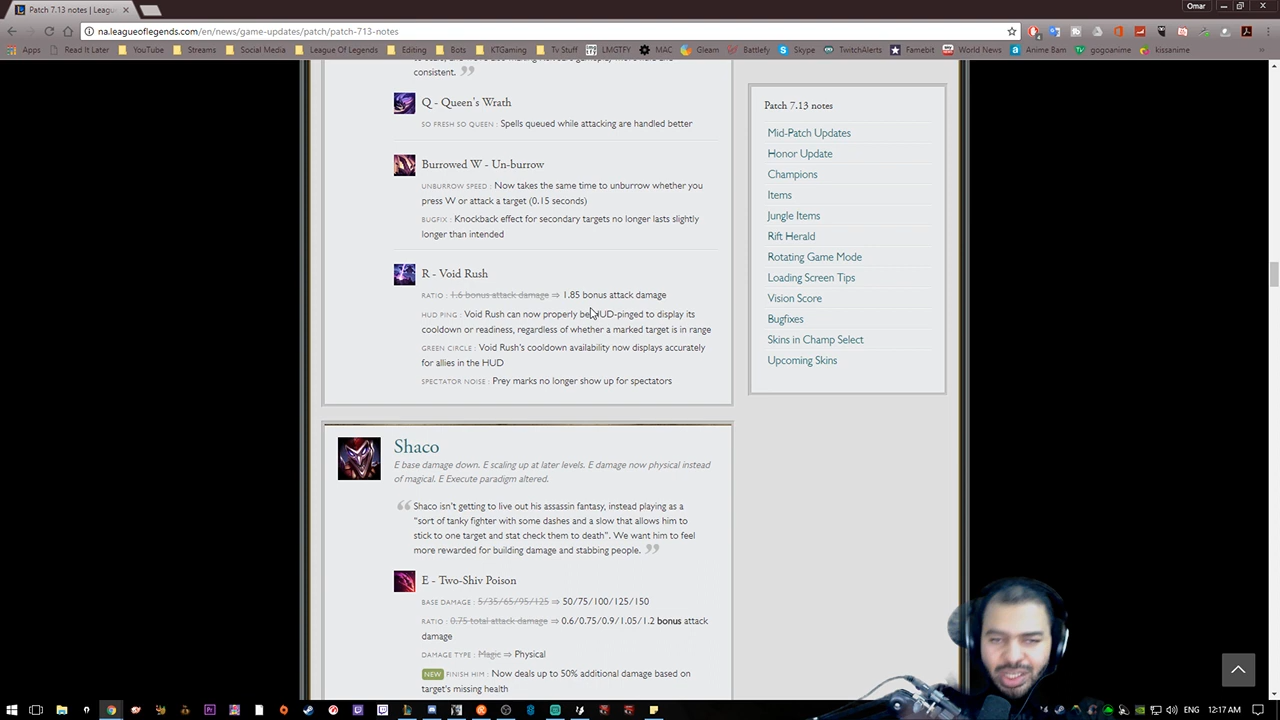 Patch 7.13 notes | Leagu
Omar
na.leagueoflegends.com/en/news/game-updates/patch/patch-713-notes
Apps Read It Later YouTube Streams Social Media League Of Legends Editing Bots KTGaming Tv Stuff LMGTFY MAC Gleam Battlefy Skype TwitchAlerts Famebit World News Anime Bam gogoanime kissanime
consistent.
Q - Queen's Wrath
SO FRESH SO QUEEN : Spells queued while attacking are handled better
Burrowed W - Un-burrow
UNBURROW SPEED : Now takes the same time to unburrow whether you
press W or attack a target (0.15 seconds)
BUGFIX : Knockback effect for secondary targets no longer lasts slightly
longer than intended
R - Void Rush
RATIO : 1.6 bonus attack damage ⇒ 1.85 bonus attack damage
HUD PING : Void Rush can now properly be HUD-pinged to display its
cooldown or readiness, regardless of whether a marked target is in range
GREEN CIRCLE : Void Rush's cooldown availability now displays accurately
for allies in the HUD
SPECTATOR NOISE : Prey marks no longer show up for spectators
Shaco
E base damage down. E scaling up at later levels. E damage now physical instead
of magical. E Execute paradigm altered.
Shaco isn't getting to live out his assassin fantasy, instead playing as a
"sort of tanky fighter with some dashes and a slow that allows him to
stick to one target and stat check them to death". We want him to feel
more rewarded for building damage and stabbing people.
E - Two-Shiv Poison
BASE DAMAGE : 5/35/65/95/125 ⇒ 50/75/100/125/150
RATIO : 0.75 total attack damage ⇒ 0.6/0.75/0.9/1.05/1.2 bonus attack
damage
DAMAGE TYPE : Magic ⇒ Physical
NEW FINISH HIM : Now deals up to 50% additional damage based on
target's missing health
Patch 7.13 notes
Mid-Patch Updates
Honor Update
Champions
Items
Jungle Items
Rift Herald
Rotating Game Mode
Loading Screen Tips
Vision Score
Bugfixes
Skins in Champ Select
Upcoming Skins
ENG 12:17 AM